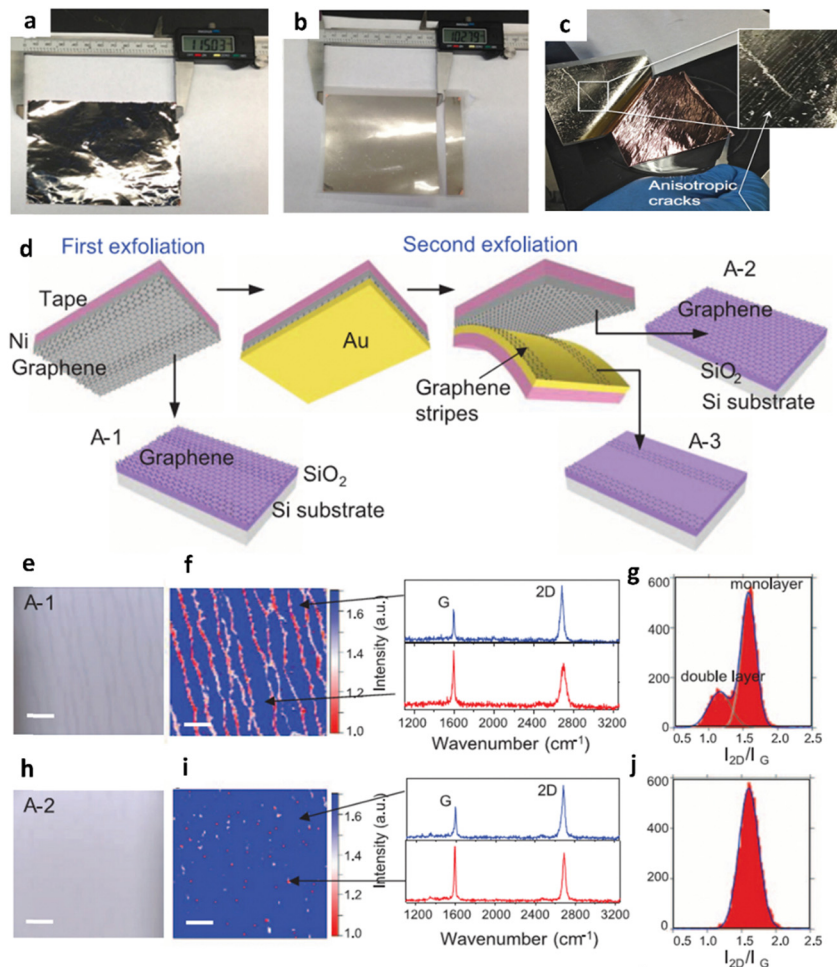 a
115.03
b
102.79
c
Anisotropic
cracks
d
First exfoliation
Second exfoliation
Tape
Ni
Graphene
Au
Graphene
stripes
A-2
Graphene
SiO2
Si substrate
A-1
Graphene
SiO2
Si substrate
A-3
e
A-1
f
1.6
1.4
1.2
1.0
Intensity (a.u.)
G
2D
1200 1600 2000 2400 2800 3200
Wavenumber (cm-1)
g
600
400
200
0
monolayer
double layer
0.5 1.0 1.5 2.0 2.5
I2D/I G
h
A-2
i
1.6
1.4
1.2
1.0
Intensity (a.u.)
G
2D
1200 1600 2000 2400 2800 3200
Wavenumber (cm-1)
j
600
400
200
0
0.5 1.0 1.5 2.0 2.5
I2D/I G